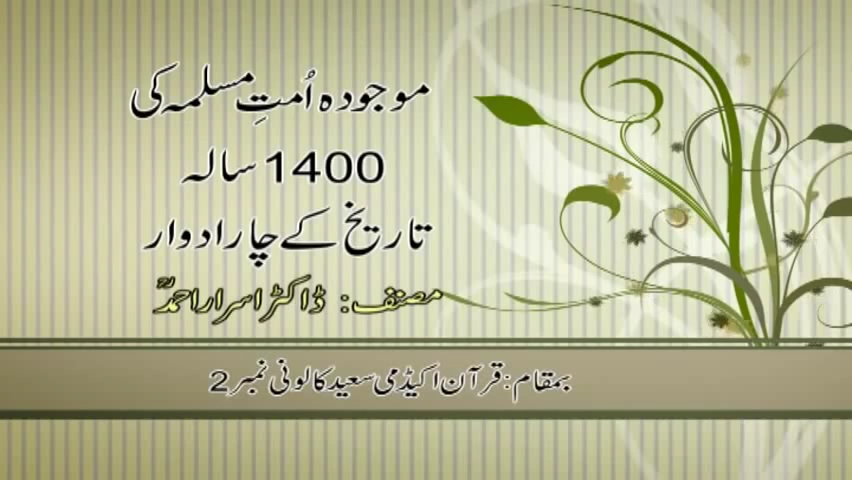 موجودہ اُمتِ مسلمہ کی
1400 سالہ
تاریخ کے چار ادوار
مصنف: ڈاکٹر اسرار احمدؒ
بمقام: قرآن اکیڈمی سعید کالونی نمبر 2